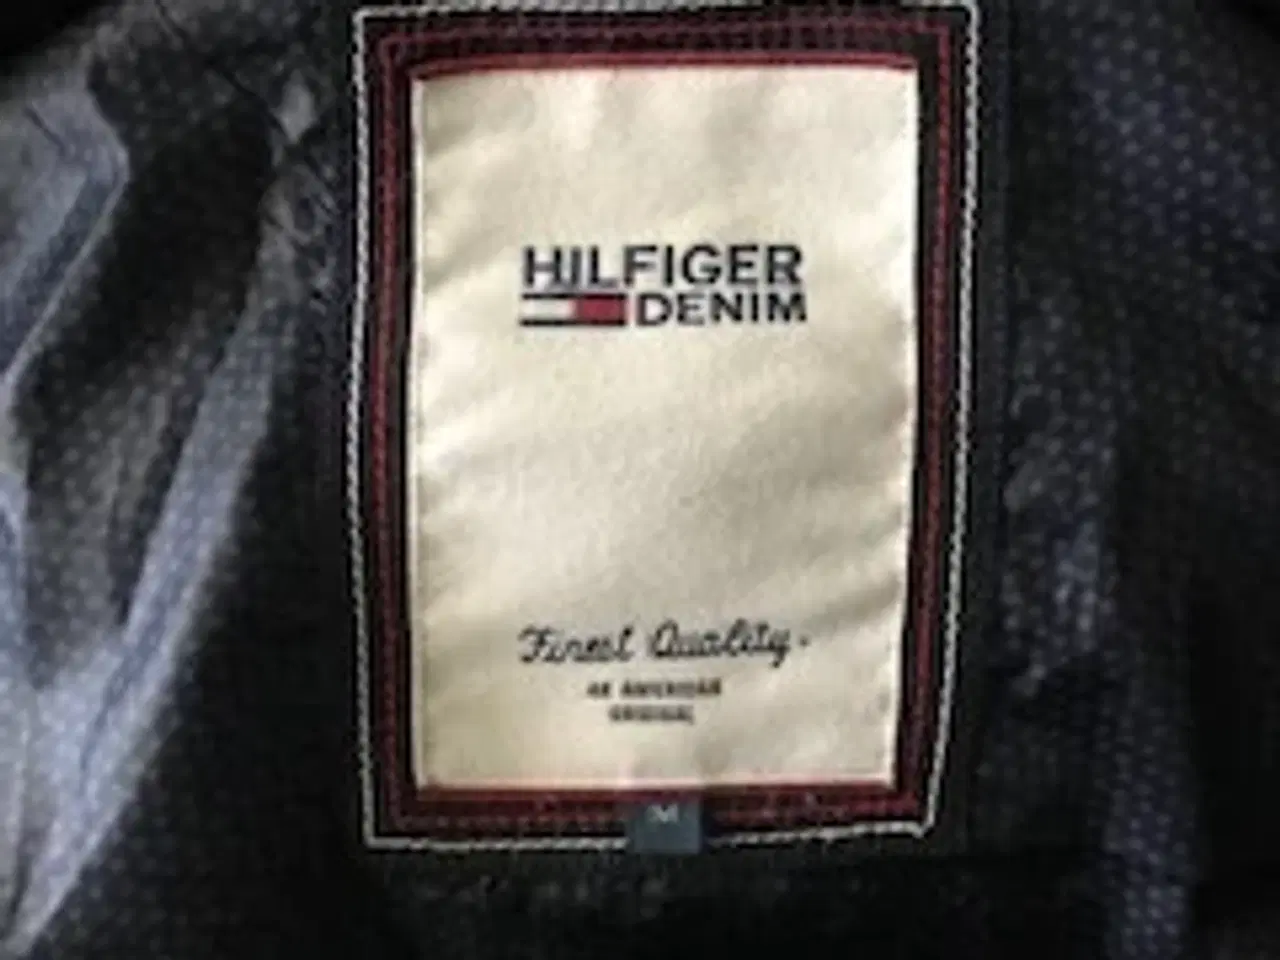 HILFIGER
DENIM
Finest Quality.
AN AMERICAN
ORIGINAL
M